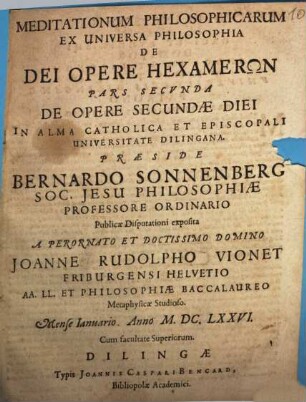 MEDITATIONUM PHILOSOPHICARUM
10
EX UNIVERSA PHILOSOPHIA
DE
DEI OPERE HEXAMERΩN
PARS SECVNDA
DE OPERE SECUNDÆ DIEI
IN ALMA CATHOLICA ET EPISCOPALI
UNIVERSITATE DILINGANA.
PRÆSIDE
BERNARDO SONNENBERG
SOC. JESU PHILOSOPHIÆ
PROFESSORE ORDINARIO
Publicæ Disputationi exposita
A PERORNATO ET DOCTISSIMO DOMINO
JOANNE RUDOLPHO VIONET
FRIBURGENSI HELVETIO
AA. LL. ET PHILOSOPHIÆ BACCALAUREO
Metaphysicæ Studioso.
Mense Ianuario. Anno M. DC. LXXVI.
Cum facultate Superiorum.
DILINGÆ
Typis JOANNIS CASPARI BENCARD,
Bibliopolæ Academici.